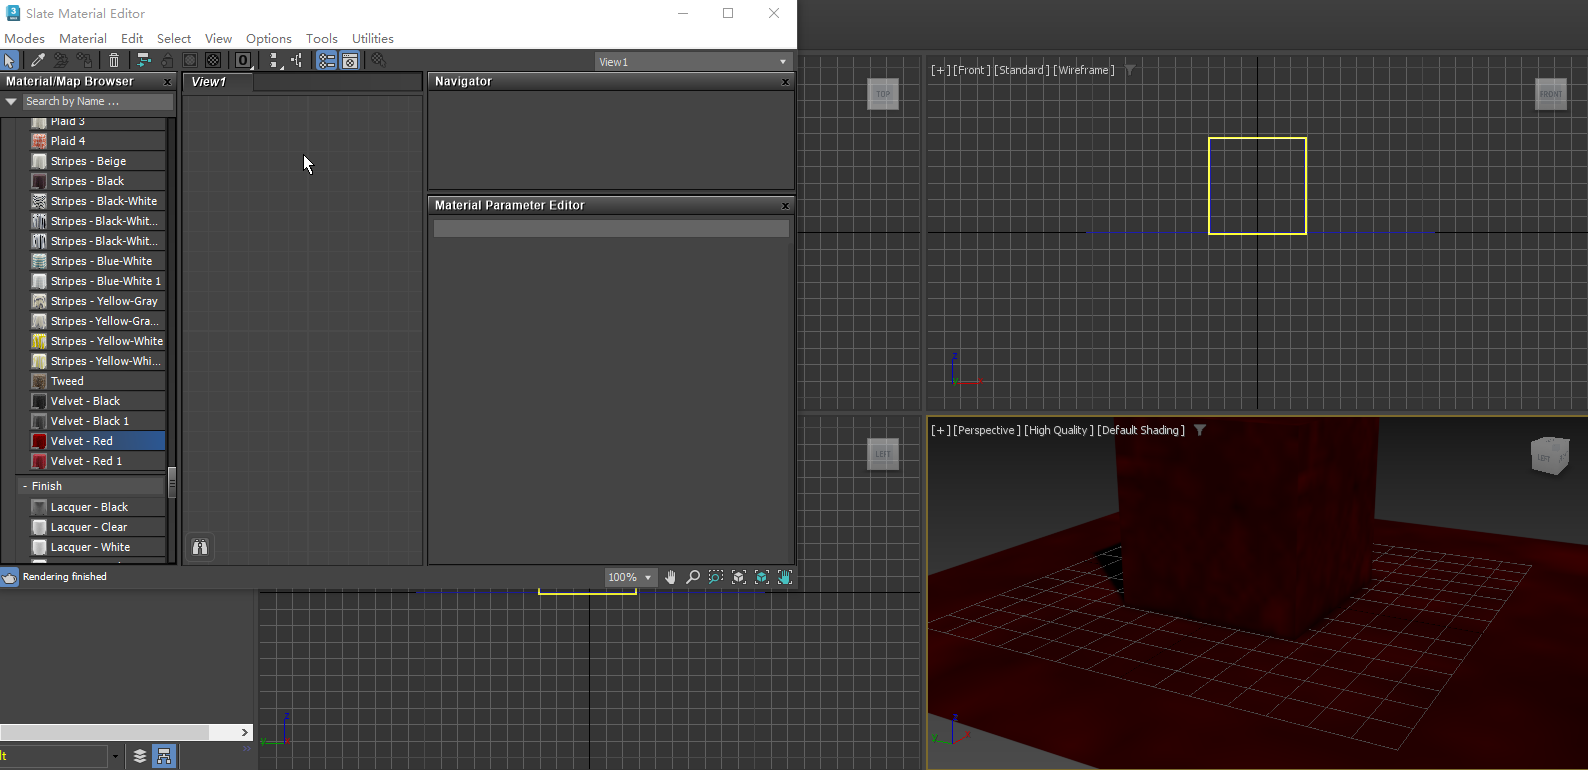 Slate Material Editor
Modes Material Edit Select View Options Tools Utilities
View1
Material/Map Browser x
View1
Navigator x
Search by Name ...
Plaid 3
Plaid 4
Stripes - Beige
Stripes - Black
Stripes - Black-White
Stripes - Black-Whit...
Stripes - Black-Whit...
Stripes - Blue-White
Stripes - Blue-White 1
Stripes - Yellow-Gray
Stripes - Yellow-Gra...
Stripes - Yellow-White
Stripes - Yellow-Whi...
Tweed
Velvet - Black
Velvet - Black 1
Velvet - Red
Velvet - Red 1
- Finish
Lacquer - Black
Lacquer - Clear
Lacquer - White
Material Parameter Editor x
Rendering finished
100%
TOP
[+] [Front] [Standard] [Wireframe]
FRONT
z
y
x
LEFT
[+] [Perspective] [High Quality] [Default Shading]
LEFT
z
y
x
z
y
x
lt